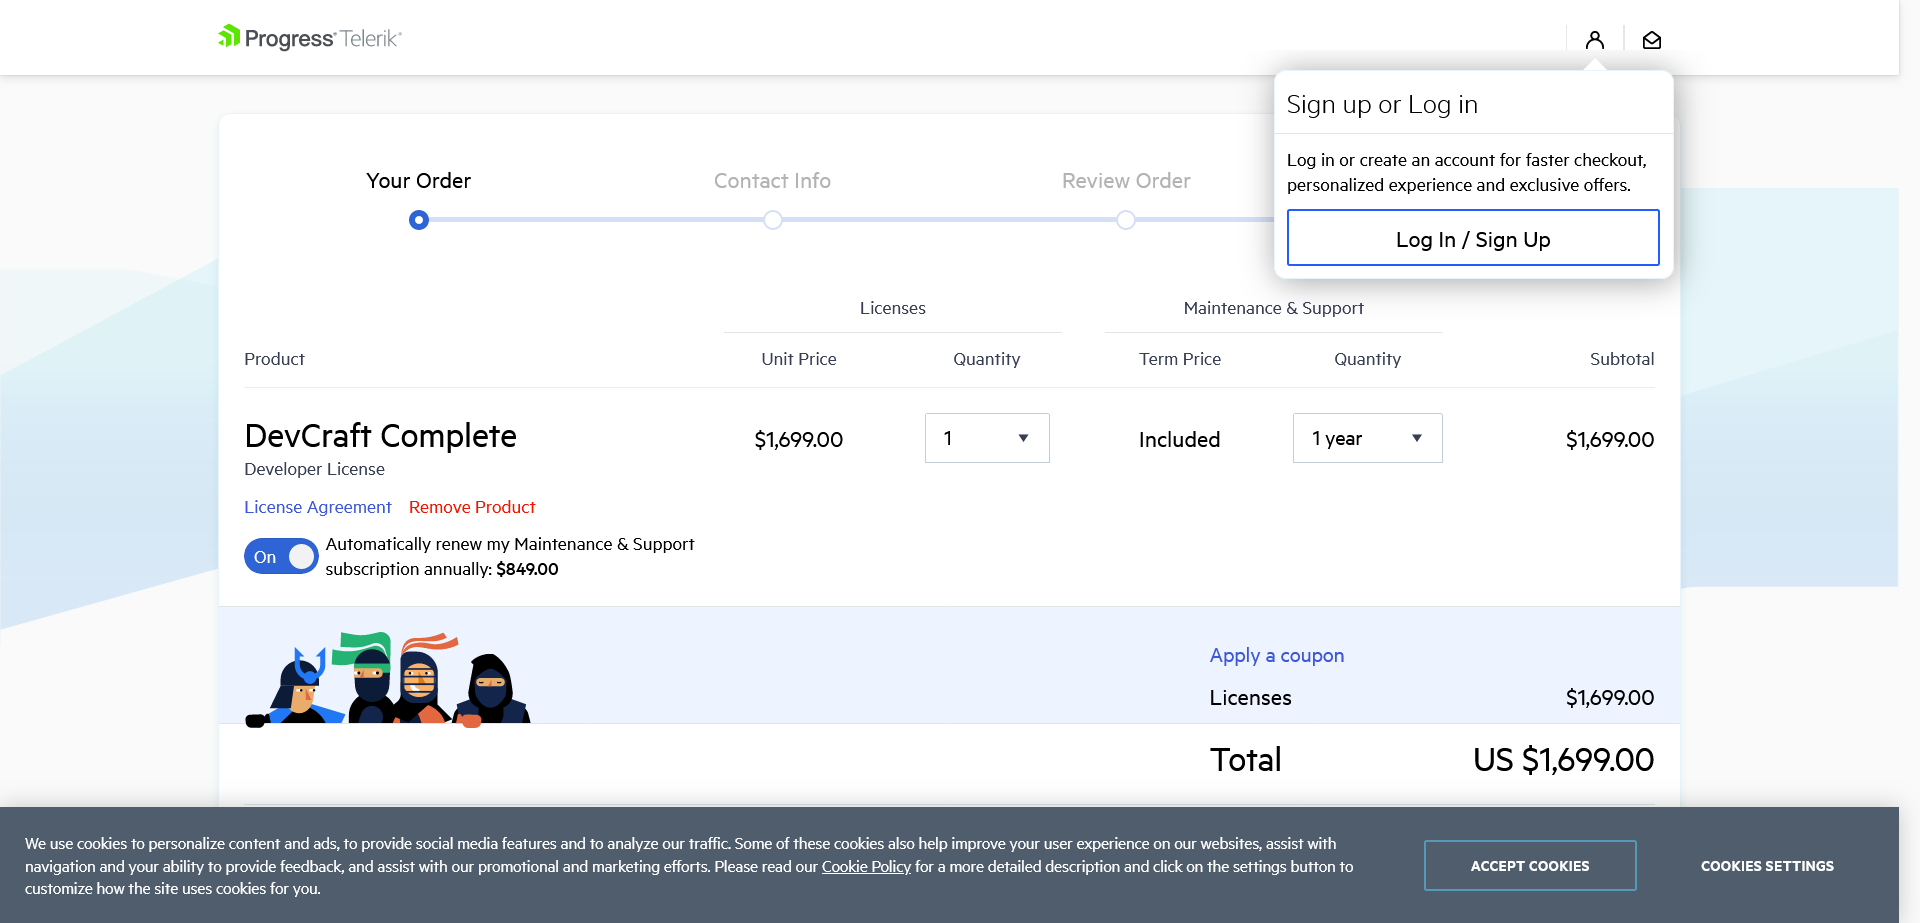 Progress® Telerik®
Sign up or Log in
Log in or create an account for faster checkout,
personalized experience and exclusive offers.
Log In / Sign Up
Your Order
Contact Info
Review Order
Licenses
Maintenance & Support
Product
Unit Price
Quantity
Term Price
Quantity
Subtotal
DevCraft Complete
$1,699.00
1
Included
1 year
$1,699.00
Developer License
License Agreement
Remove Product
On
Automatically renew my Maintenance & Support
subscription annually: $849.00
Apply a coupon
Licenses
$1,699.00
Total
US $1,699.00
We use cookies to personalize content and ads, to provide social media features and to analyze our traffic. Some of these cookies also help improve your user experience on our websites, assist with
navigation and your ability to provide feedback, and assist with our promotional and marketing efforts. Please read our Cookie Policy for a more detailed description and click on the settings button to
customize how the site uses cookies for you.
ACCEPT COOKIES
COOKIES SETTINGS